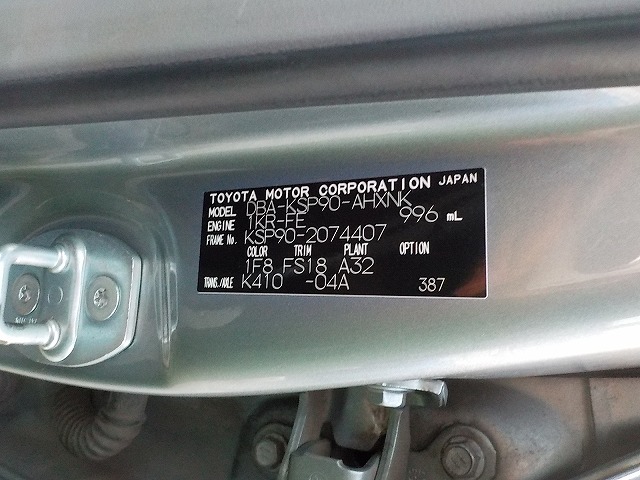 TOYOTA MOTOR CORPORATION JAPAN
MODEL DBA-KSP90-AHXNK
ENGINE 1KR-FE 996 mL
FRAME No. KSP90-2074407
COLOR TRIM PLANT OPTION
1F8 FS18 A32
TRANS./AXLE K410 -04A 387